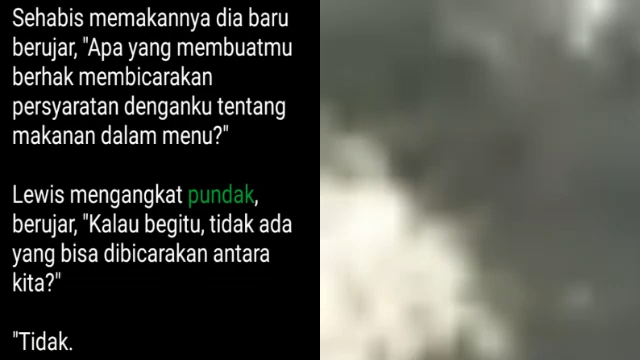 Sehabis memakannya dia baru
berujar, "Apa yang membuatmu
berhak membicarakan
persyaratan denganku tentang
makanan dalam menu?"
Lewis mengangkat pundak,
berujar, "Kalau begitu, tidak ada
yang bisa dibicarakan antara
kita?"
"Tidak.